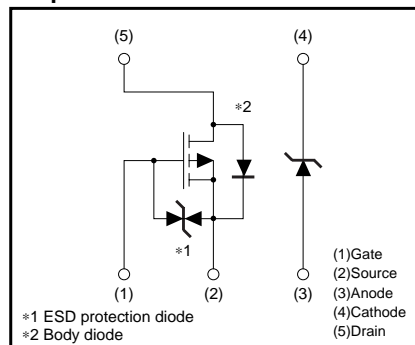 (5) (4)
∗2
∗1
(1) (2) (3)
(1)Gate
(2)Source
(3)Anode
(4)Cathode
(5)Drain
∗1 ESD protection diode
∗2 Body diode